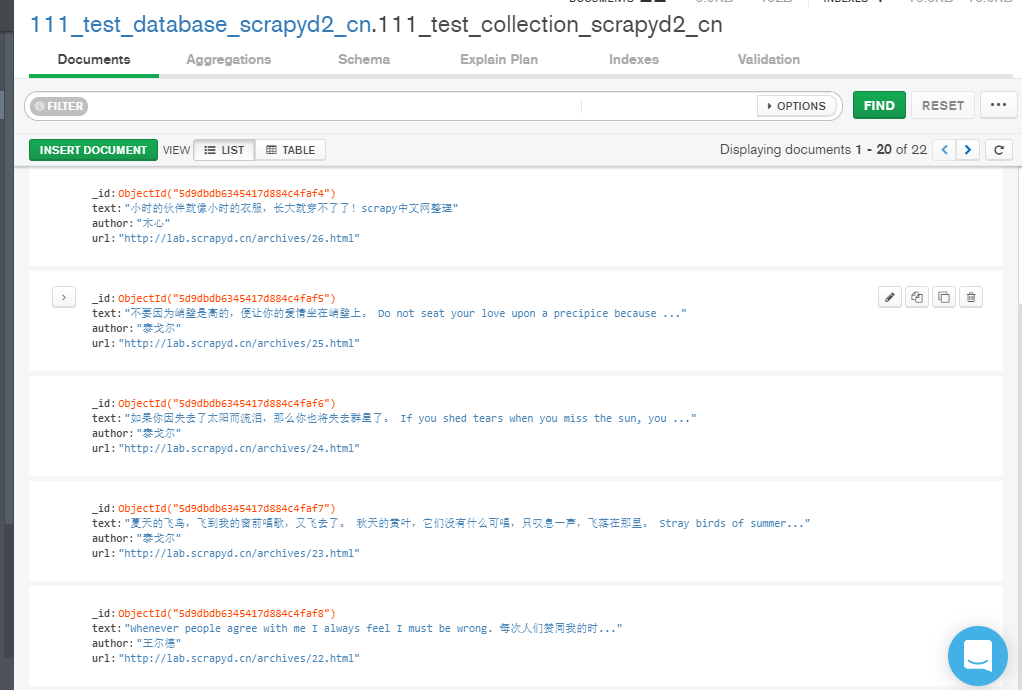 111_test_database_scrapyd2_cn.111_test_collection_scrapyd2_cn
Documents Aggregations Schema Explain Plan Indexes Validation
FILTER OPTIONS FIND RESET ...
INSERT DOCUMENT VIEW LIST TABLE Displaying documents 1 - 20 of 22
_id:ObjectId("5d9dbdb6345417d884c4faf4")
text:"小时的伙伴就像小时的衣服，长大就穿不了了！scrapy中文网整理"
author:"木心"
url:"http://lab.scrapyd.cn/archives/26.html"
_id:ObjectId("5d9dbdb6345417d884c4faf5")
text:"不要因为峭壁是高的，便让你的爱情坐在峭壁上。 Do not seat your love upon a precipice because ..."
author:"泰戈尔"
url:"http://lab.scrapyd.cn/archives/25.html"
_id:ObjectId("5d9dbdb6345417d884c4faf6")
text:"如果你因失去了太阳而流泪，那么你也将失去群星了。 If you shed tears when you miss the sun, you ..."
author:"泰戈尔"
url:"http://lab.scrapyd.cn/archives/24.html"
_id:ObjectId("5d9dbdb6345417d884c4faf7")
text:"夏天的飞鸟，飞到我的窗前唱歌，又飞去了。 秋天的黄叶，它们没有什么可唱，只叹息一声，飞落在那里。 Stray birds of summer..."
author:"泰戈尔"
url:"http://lab.scrapyd.cn/archives/23.html"
_id:ObjectId("5d9dbdb6345417d884c4faf8")
text:"Whenever people agree with me I always feel I must be wrong. 每次人们赞同我的时..."
author:"王尔德"
url:"http://lab.scrapyd.cn/archives/22.html"